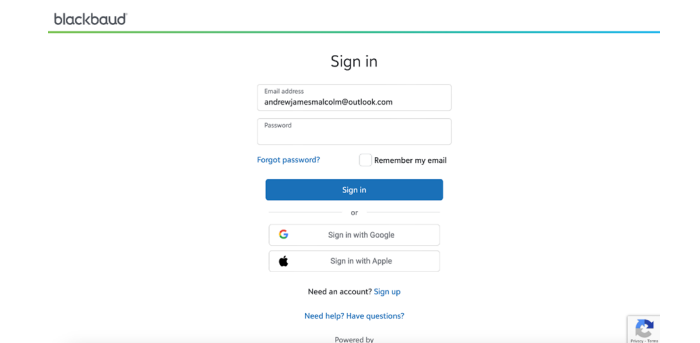 blackbaud
Sign in
Email address
andrewjamesmalcolm@outlook.com
Password
Forgot password?
Remember my email
Sign in
or
Sign in with Google
Sign in with Apple
Need an account? Sign up
Need help? Have questions?
Powered by
Privacy - Terms